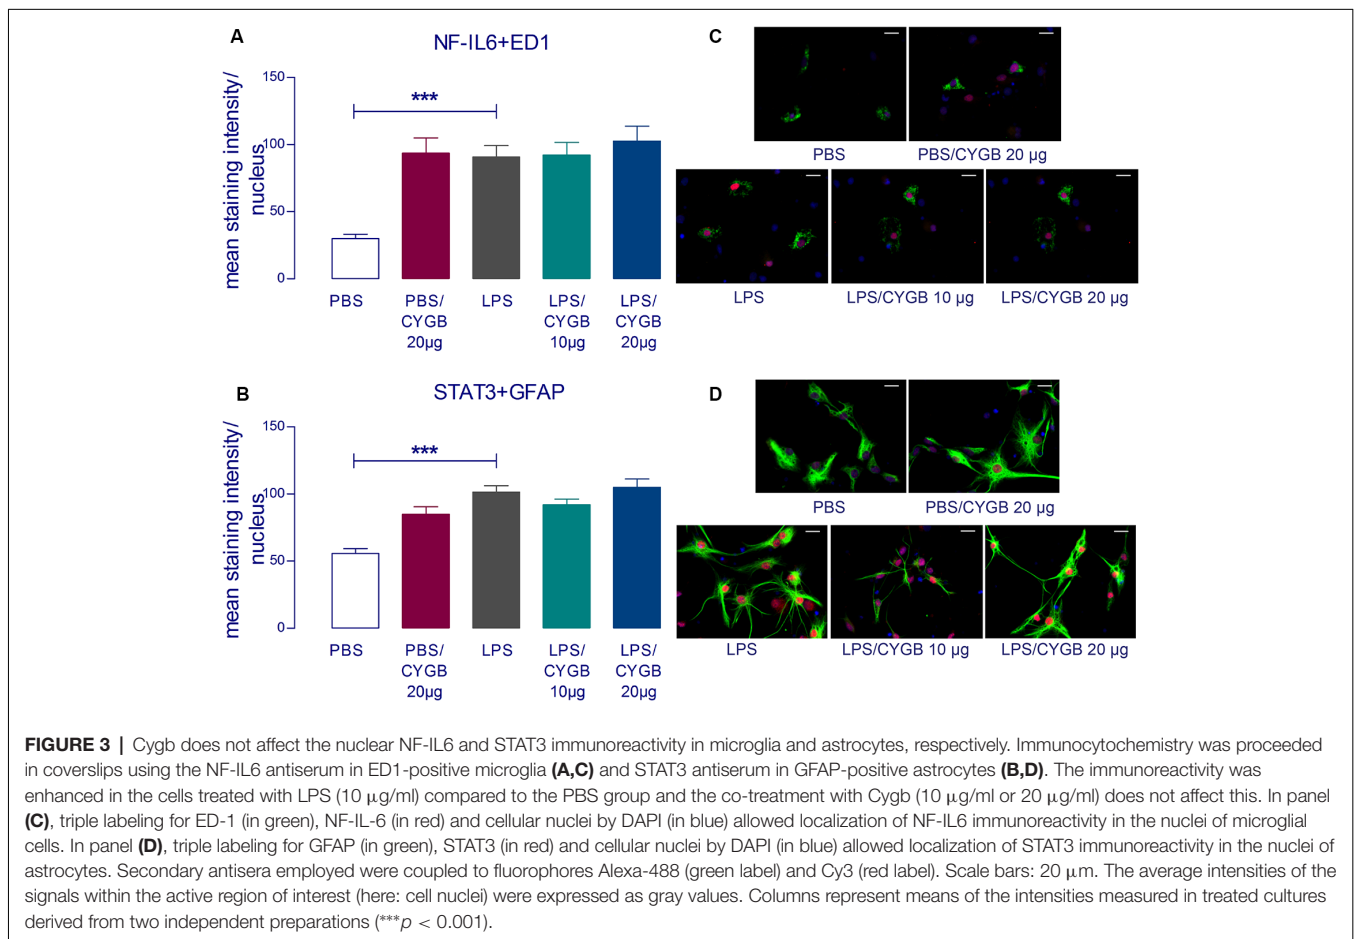 A
NF-IL6+ED1
mean staining intensity/
nucleus
150
100
50
0
***
PBS
PBS/
CYGB
20µg
LPS
LPS/
CYGB
10µg
LPS/
CYGB
20µg
C
PBS
PBS/CYGB 20 µg
LPS
LPS/CYGB 10 µg
LPS/CYGB 20 µg
B
STAT3+GFAP
mean staining intensity/
nucleus
150
100
50
0
***
PBS
PBS/
CYGB
20µg
LPS
LPS/
CYGB
10µg
LPS/
CYGB
20µg
D
PBS
PBS/CYGB 20 µg
LPS
LPS/CYGB 10 µg
LPS/CYGB 20 µg
FIGURE 3 | Cygb does not affect the nuclear NF-IL6 and STAT3 immunoreactivity in microglia and astrocytes, respectively. Immunocytochemistry was proceeded
in coverslips using the NF-IL6 antiserum in ED1-positive microglia (A,C) and STAT3 antiserum in GFAP-positive astrocytes (B,D). The immunoreactivity was
enhanced in the cells treated with LPS (10 µg/ml) compared to the PBS group and the co-treatment with Cygb (10 µg/ml or 20 µg/ml) does not affect this. In panel
(C), triple labeling for ED-1 (in green), NF-IL-6 (in red) and cellular nuclei by DAPI (in blue) allowed localization of NF-IL6 immunoreactivity in the nuclei of microglial
cells. In panel (D), triple labeling for GFAP (in green), STAT3 (in red) and cellular nuclei by DAPI (in blue) allowed localization of STAT3 immunoreactivity in the nuclei of
astrocytes. Secondary antisera employed were coupled to fluorophores Alexa-488 (green label) and Cy3 (red label). Scale bars: 20 µm. The average intensities of the
signals within the active region of interest (here: cell nuclei) were expressed as gray values. Columns represent means of the intensities measured in treated cultures
derived from two independent preparations (***p < 0.001).